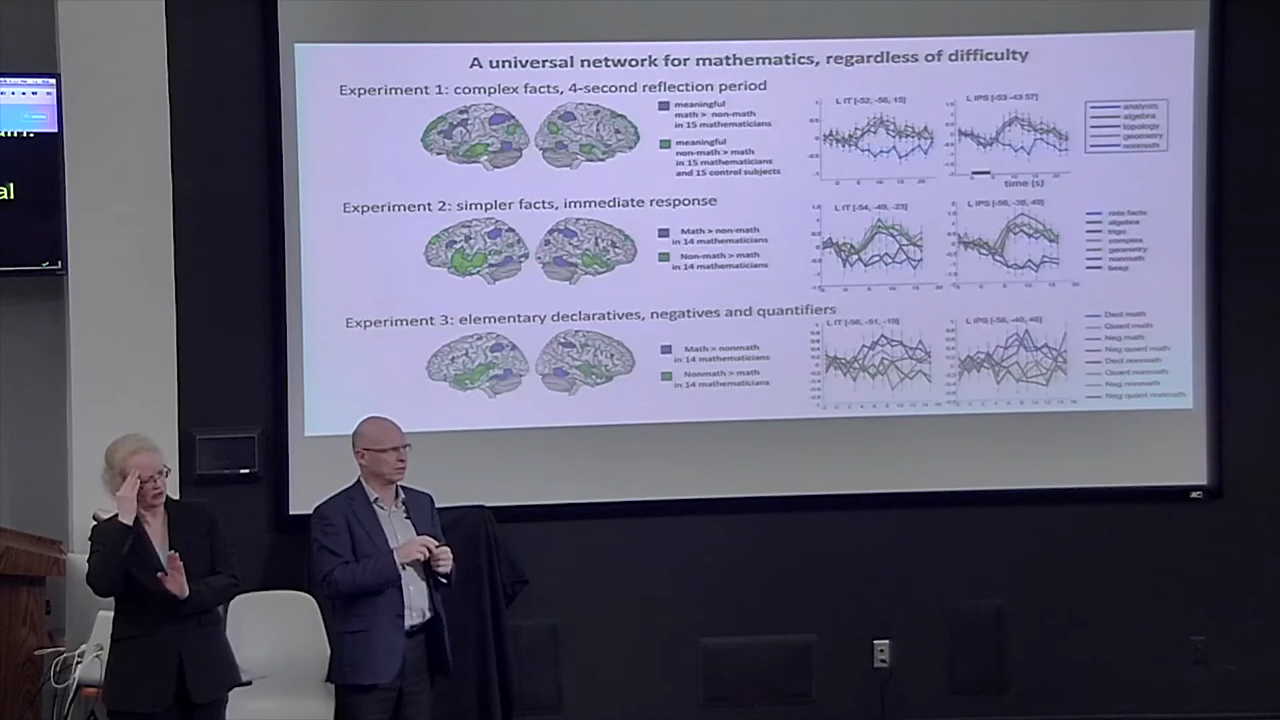 A universal network for mathematics, regardless of difficulty
Experiment 1: complex facts, 4-second reflection period
meaningful
math > non-math
in 15 mathematicians
meaningful
non-math > math
in 15 mathematicians
and 15 control subjects
L IT [-52, -56, 15]
L IPS [-53 -43 57]
time (s)
analysis
algebra
topology
geometry
nonmath
Experiment 2: simpler facts, immediate response
Math > non-math
in 14 mathematicians
Non-math > math
in 14 mathematicians
algebra
trigo
complex
geometry
nonmath
beep
Experiment 3: elementary declaratives, negatives and quantifiers
Math > nonmath
in 14 mathematicians
Nonmath > math
in 14 mathematicians
Decl math
Quant math
Neg math
Neg quant math
Decl nonmath
Quant nonmath
Neg nonmath
Neg quant nonmath
al